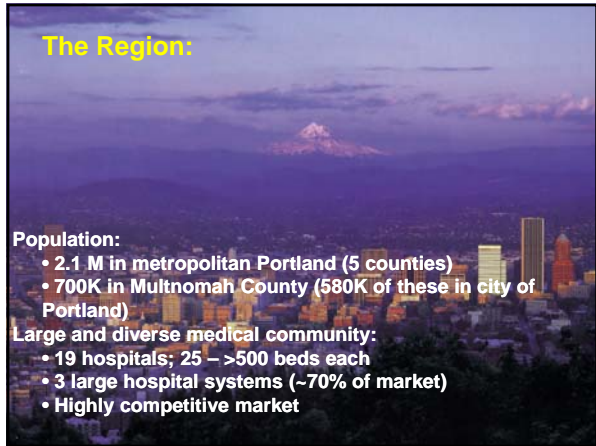 The Region:
Population:
• 2.1 M in metropolitan Portland (5 counties)
• 700K in Multnomah County (580K of these in city of
Portland)
Large and diverse medical community:
• 19 hospitals; 25 – >500 beds each
• 3 large hospital systems (~70% of market)
• Highly competitive market